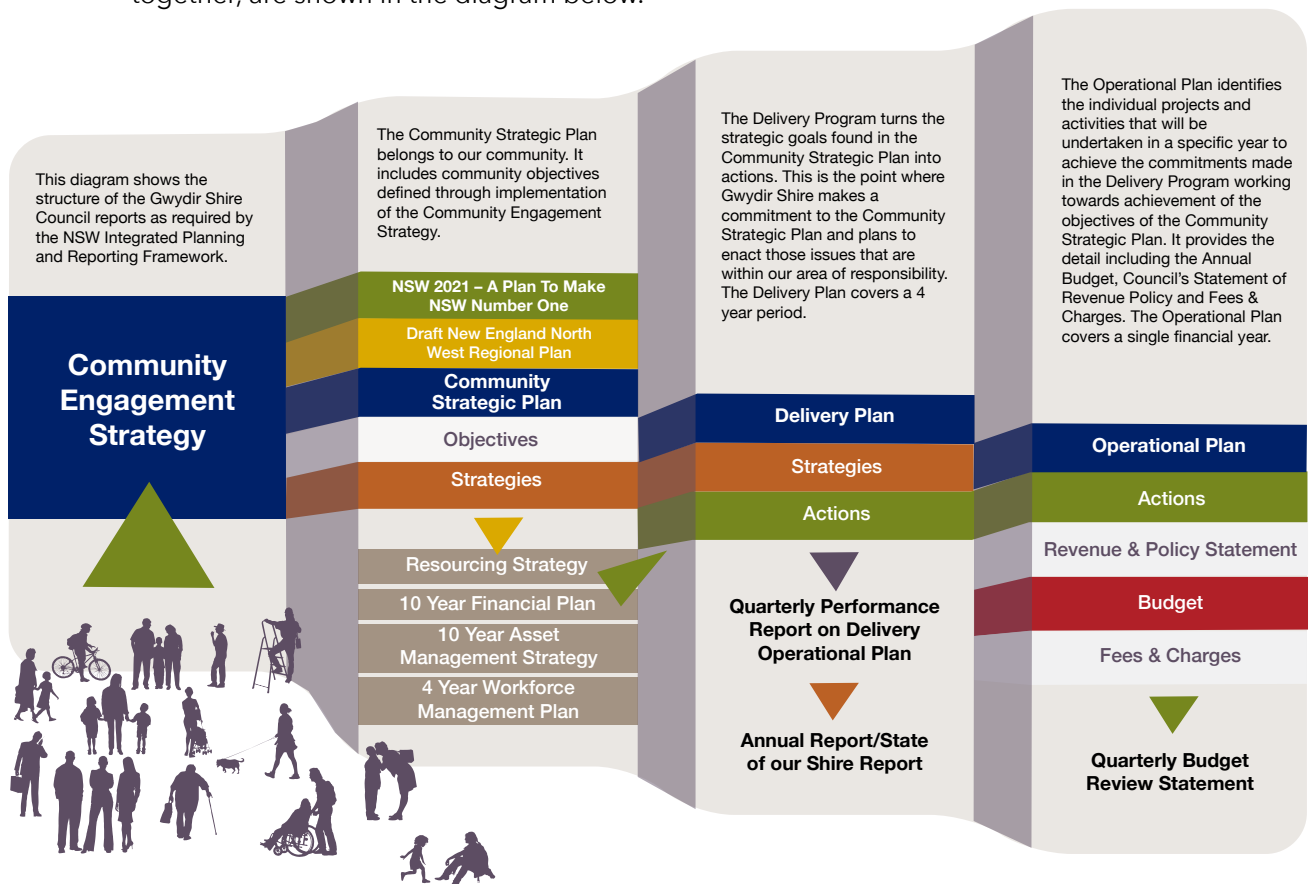 together, are shown in the diagram below.
This diagram shows the
structure of the Gwydir Shire
Council reports as required by
the NSW Integrated Planning
and Reporting Framework.
Community
Engagement
Strategy
The Community Strategic Plan
belongs to our community. It
includes community objectives
defined through implementation
of the Community Engagement
Strategy.
NSW 2021 – A Plan To Make
NSW Number One
Draft New England North
West Regional Plan
Community
Strategic Plan
Objectives
Strategies
Resourcing Strategy
10 Year Financial Plan
10 Year Asset
Management Strategy
4 Year Workforce
Management Plan
The Delivery Program turns the
strategic goals found in the
Community Strategic Plan into
actions. This is the point where
Gwydir Shire makes a
commitment to the Community
Strategic Plan and plans to
enact those issues that are
within our area of responsibility.
The Delivery Plan covers a 4
year period.
Delivery Plan
Strategies
Actions
Quarterly Performance
Report on Delivery
Operational Plan
Annual Report/State
of our Shire Report
The Operational Plan identifies
the individual projects and
activities that will be
undertaken in a specific year to
achieve the commitments made
in the Delivery Program working
towards achievement of the
objectives of the Community
Strategic Plan. It provides the
detail including the Annual
Budget, Council's Statement of
Revenue Policy and Fees &
Charges. The Operational Plan
covers a single financial year.
Operational Plan
Actions
Revenue & Policy Statement
Budget
Fees & Charges
Quarterly Budget
Review Statement